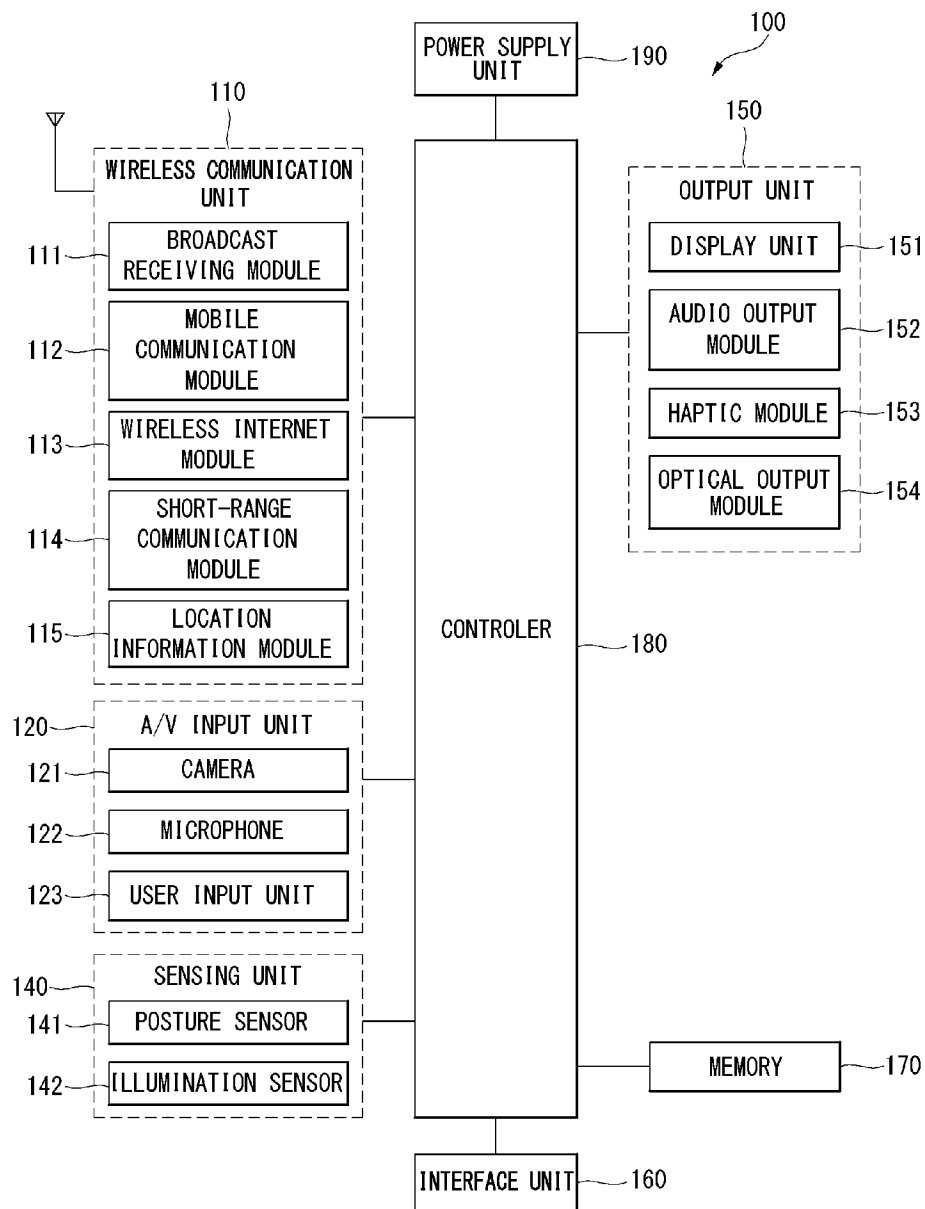 100
POWER SUPPLY
UNIT
190
110
WIRELESS COMMUNICATION
UNIT
111
BROADCAST
RECEIVING MODULE
112
MOBILE
COMMUNICATION
MODULE
113
WIRELESS INTERNET
MODULE
114
SHORT-RANGE
COMMUNICATION
MODULE
115
LOCATION
INFORMATION MODULE
120
A/V INPUT UNIT
121
CAMERA
122
MICROPHONE
123
USER INPUT UNIT
140
SENSING UNIT
141
POSTURE SENSOR
142
ILLUMINATION SENSOR
CONTROLER
180
150
OUTPUT UNIT
DISPLAY UNIT
151
AUDIO OUTPUT
MODULE
152
HAPTIC MODULE
153
OPTICAL OUTPUT
MODULE
154
MEMORY
170
INTERFACE UNIT
160